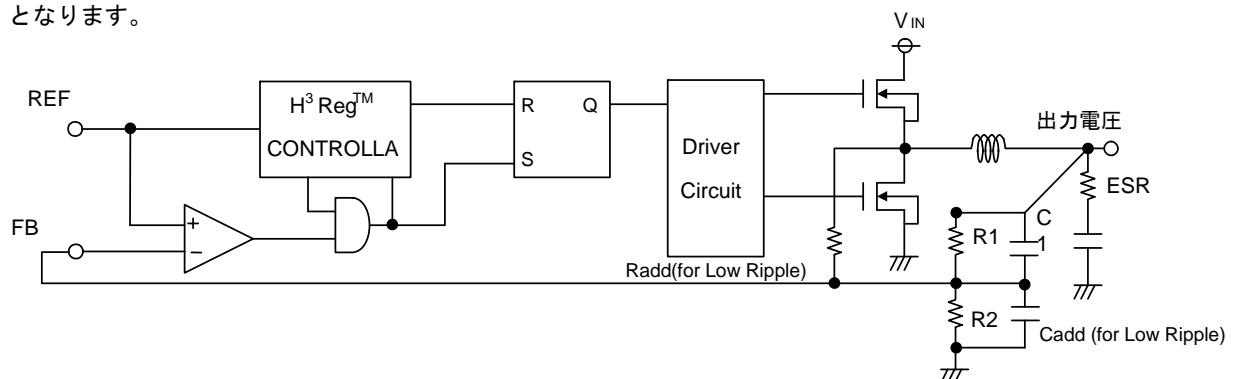 となります。
VIN
REF
H³ Reg™
CONTROLLA
R
Q
S
Driver
Circuit
出力電圧
ESR
FB
+
−
C
1
R1
Radd(for Low Ripple)
R2
Cadd (for Low Ripple)